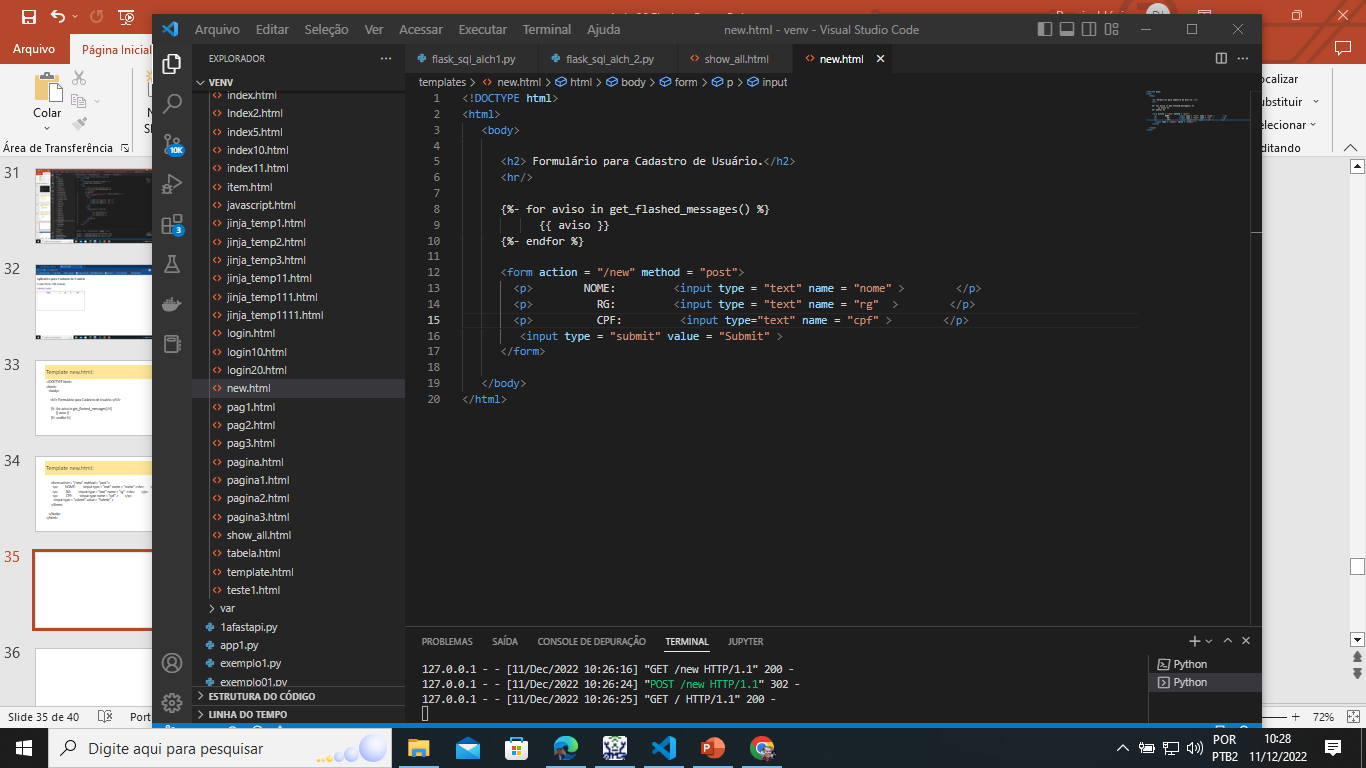 Arquivo
Página Inicial
Colar
Área de Transferência
Arquivo Editar Seleção Ver Acessar Executar Terminal Ajuda
new.html - venv - Visual Studio Code
EXPLORADOR
flask_sql_alch1.py
flask_sql_alch_2.py
show_all.html
new.html
templates > new.html > html > body > form > p > input
VENV
index.html
Index2.html
index5.html
index10.html
index11.html
item.html
javascript.html
jinja_temp1.html
jinja_temp2.html
jinja_temp3.html
jinja_temp11.html
jinja_temp111.html
jinja_temp1111.html
login.html
login10.html
login20.html
new.html
pag1.html
pag2.html
pag3.html
pagina.html
pagina1.html
pagina2.html
pagina3.html
show_all.html
tabela.html
template.html
teste1.html
var
1afastapi.py
app1.py
exemplo1.py
exemplo01.py
ESTRUTURA DO CÓDIGO
LINHA DO TEMPO
10K
3
1 <!DOCTYPE html>
2 <html>
3 <body>
4
5 <h2> Formulário para Cadastro de Usuário.</h2>
6 <hr/>
7
8 {%- for aviso in get_flashed_messages() %}
9 {{ aviso }}
10 {%- endfor %}
11
12 <form action = "/new" method = "post">
13 <p> NOME: <input type = "text" name = "nome" > </p>
14 <p> RG: <input type = "text" name = "rg" > </p>
15 <p> CPF: <input type="text" name = "cpf" > </p>
16 <input type = "submit" value = "Submit" >
17 </form>
18
19 </body>
20 </html>
PROBLEMAS SAÍDA CONSOLE DE DEPURAÇÃO TERMINAL JUPYTER
127.0.0.1 - - [11/Dec/2022 10:26:16] "GET /new HTTP/1.1" 200 -
127.0.0.1 - - [11/Dec/2022 10:26:24] "POST /new HTTP/1.1" 302 -
127.0.0.1 - - [11/Dec/2022 10:26:25] "GET / HTTP/1.1" 200 -
Python
Python
31
32
33
Template new.html:
34
Template new.html:
35
36
Slide 35 de 40
Port
72%
Digite aqui para pesquisar
POR
PTB2
10:28
11/12/2022